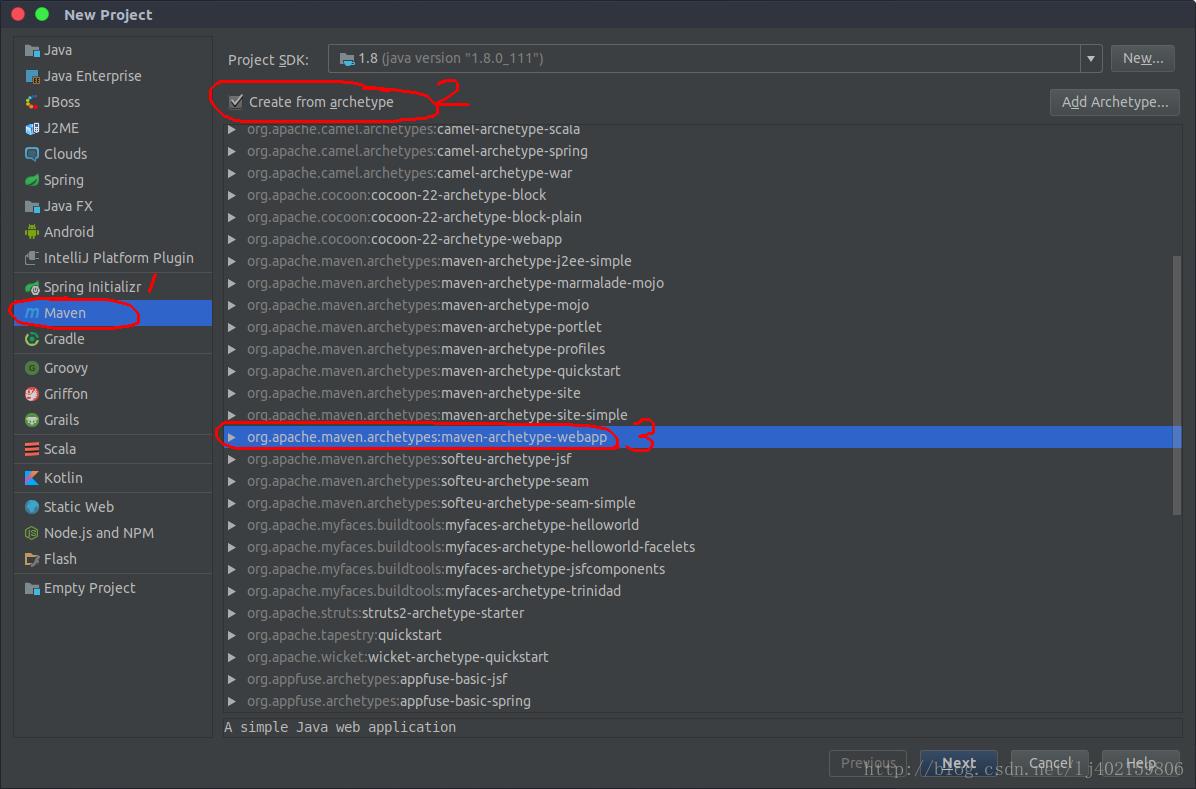 New Project
Java
Java Enterprise
JBoss
J2ME
Clouds
Spring
Java FX
Android
IntelliJ Platform Plugin
Spring Initializr 1
Maven
Gradle
Groovy
Griffon
Grails
Scala
Kotlin
Static Web
Node.js and NPM
Flash
Empty Project
Project SDK: 1.8 (java version "1.8.0_111") New...
Create from archetype 2 Add Archetype...
org.apache.camel.archetypes:camel-archetype-scala
org.apache.camel.archetypes:camel-archetype-spring
org.apache.camel.archetypes:camel-archetype-war
org.apache.cocoon:cocoon-22-archetype-block
org.apache.cocoon:cocoon-22-archetype-block-plain
org.apache.cocoon:cocoon-22-archetype-webapp
org.apache.maven.archetypes:maven-archetype-j2ee-simple
org.apache.maven.archetypes:maven-archetype-marmalade-mojo
org.apache.maven.archetypes:maven-archetype-mojo
org.apache.maven.archetypes:maven-archetype-portlet
org.apache.maven.archetypes:maven-archetype-profiles
org.apache.maven.archetypes:maven-archetype-quickstart
org.apache.maven.archetypes:maven-archetype-site
org.apache.maven.archetypes:maven-archetype-site-simple
org.apache.maven.archetypes:maven-archetype-webapp 3
org.apache.maven.archetypes:softeu-archetype-jsf
org.apache.maven.archetypes:softeu-archetype-seam
org.apache.maven.archetypes:softeu-archetype-seam-simple
org.apache.myfaces.buildtools:myfaces-archetype-helloworld
org.apache.myfaces.buildtools:myfaces-archetype-helloworld-facelets
org.apache.myfaces.buildtools:myfaces-archetype-jsfcomponents
org.apache.myfaces.buildtools:myfaces-archetype-trinidad
org.apache.struts:struts2-archetype-starter
org.apache.tapestry:quickstart
org.apache.wicket:wicket-archetype-quickstart
org.appfuse.archetypes:appfuse-basic-jsf
org.appfuse.archetypes:appfuse-basic-spring
A simple Java web application
Previous Next Cancel Help
http://blog.csdn.net/lj402159806